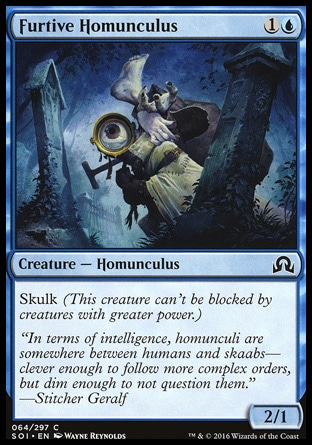 Furtive Homunculus 1
Creature — Homunculus
Skulk (This creature can't be blocked by
creatures with greater power.)
“In terms of intelligence, homunculi are
somewhere between humans and skaabs—
clever enough to follow more complex orders,
but dim enough to not question them.”
—Stitcher Geralf
2/1
064/297 C
SOI • EN Wayne Reynolds
™ & © 2016 Wizards of the Coast